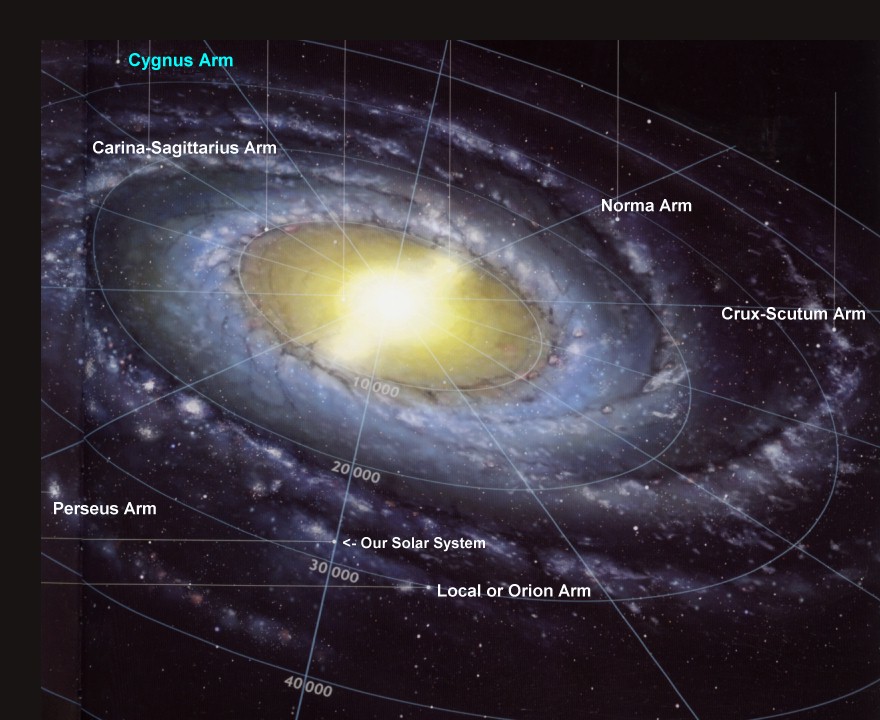 Cygnus Arm
Carina-Sagittarius Arm
Norma Arm
Crux-Scutum Arm
10 000
20 000
Perseus Arm
<- Our Solar System
30 000
Local or Orion Arm
40 000